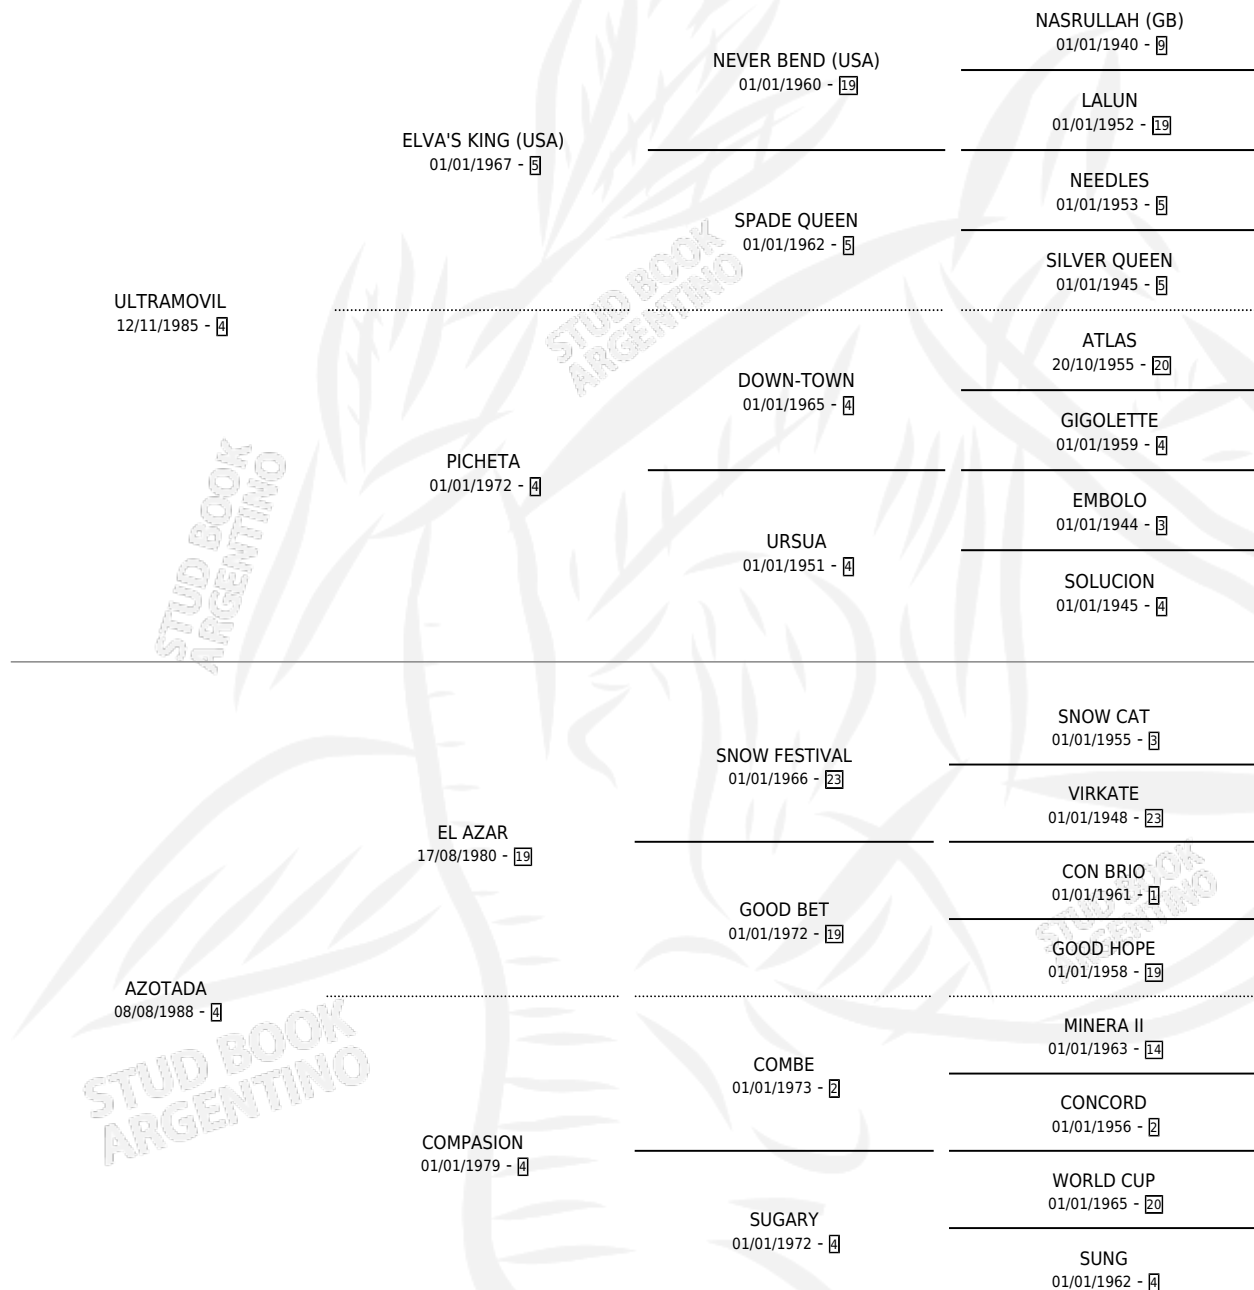 NASRULLAH (GB)
01/01/1940 - 9
NEVER BEND (USA)
01/01/1960 - 19
LALUN
01/01/1952 - 19
ELVA'S KING (USA)
01/01/1967 - 5
NEEDLES
01/01/1953 - 5
SPADE QUEEN
01/01/1962 - 5
SILVER QUEEN
01/01/1945 - 5
ULTRAMOVIL
12/11/1985 - 4
ATLAS
20/10/1955 - 20
DOWN-TOWN
01/01/1965 - 4
GIGOLETTE
01/01/1959 - 4
PICHETA
01/01/1972 - 4
EMBOLO
01/01/1944 - 3
URSUA
01/01/1951 - 4
SOLUCION
01/01/1945 - 4
SNOW CAT
01/01/1955 - 3
SNOW FESTIVAL
01/01/1966 - 23
VIRKATE
01/01/1948 - 23
EL AZAR
17/08/1980 - 19
CON BRIO
01/01/1961 - 1
GOOD BET
01/01/1972 - 19
GOOD HOPE
01/01/1958 - 19
AZOTADA
08/08/1988 - 4
MINERA II
01/01/1963 - 14
COMBE
01/01/1973 - 2
CONCORD
01/01/1956 - 2
COMPASION
01/01/1979 - 4
WORLD CUP
01/01/1965 - 20
SUGARY
01/01/1972 - 4
SUNG
01/01/1962 - 4
STUD BOOK
ARGENTINO
STUD BOOK
ARGENTINO
STUD BOOK
ARGENTINO
STUD BOOK
ARGENTINO